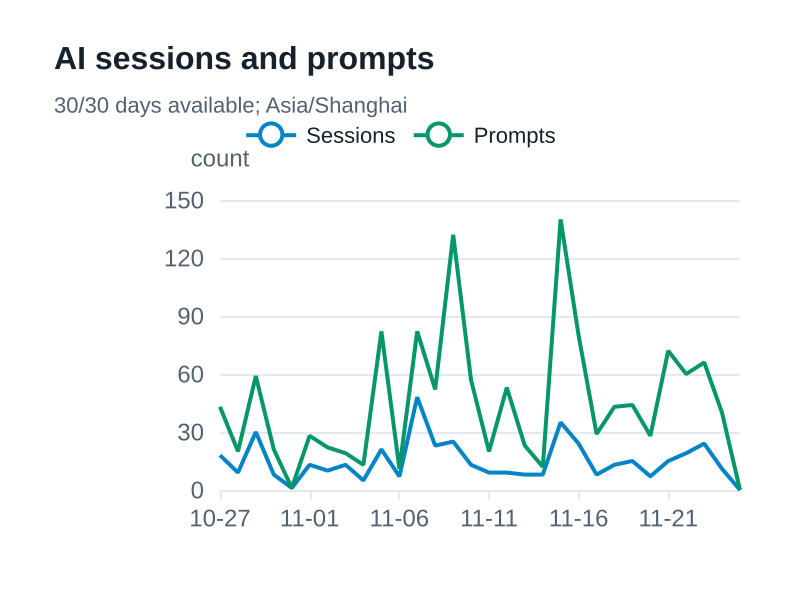 AI sessions and prompts
30/30 days available; Asia/Shanghai
Sessions Prompts
count
150
120
90
60
30
0
10-27 11-01 11-06 11-11 11-16 11-21